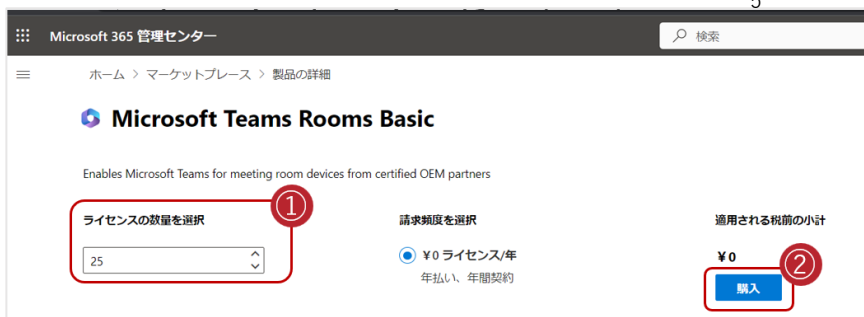 5
Microsoft 365 管理センター
検索
ホーム > マーケットプレース > 製品の詳細
Microsoft Teams Rooms Basic
Enables Microsoft Teams for meeting room devices from certified OEM partners
①
ライセンスの数量を選択
請求頻度を選択
適用される税前の小計
25
¥0 ライセンス/年
年払い、年間契約
¥0
②
購入